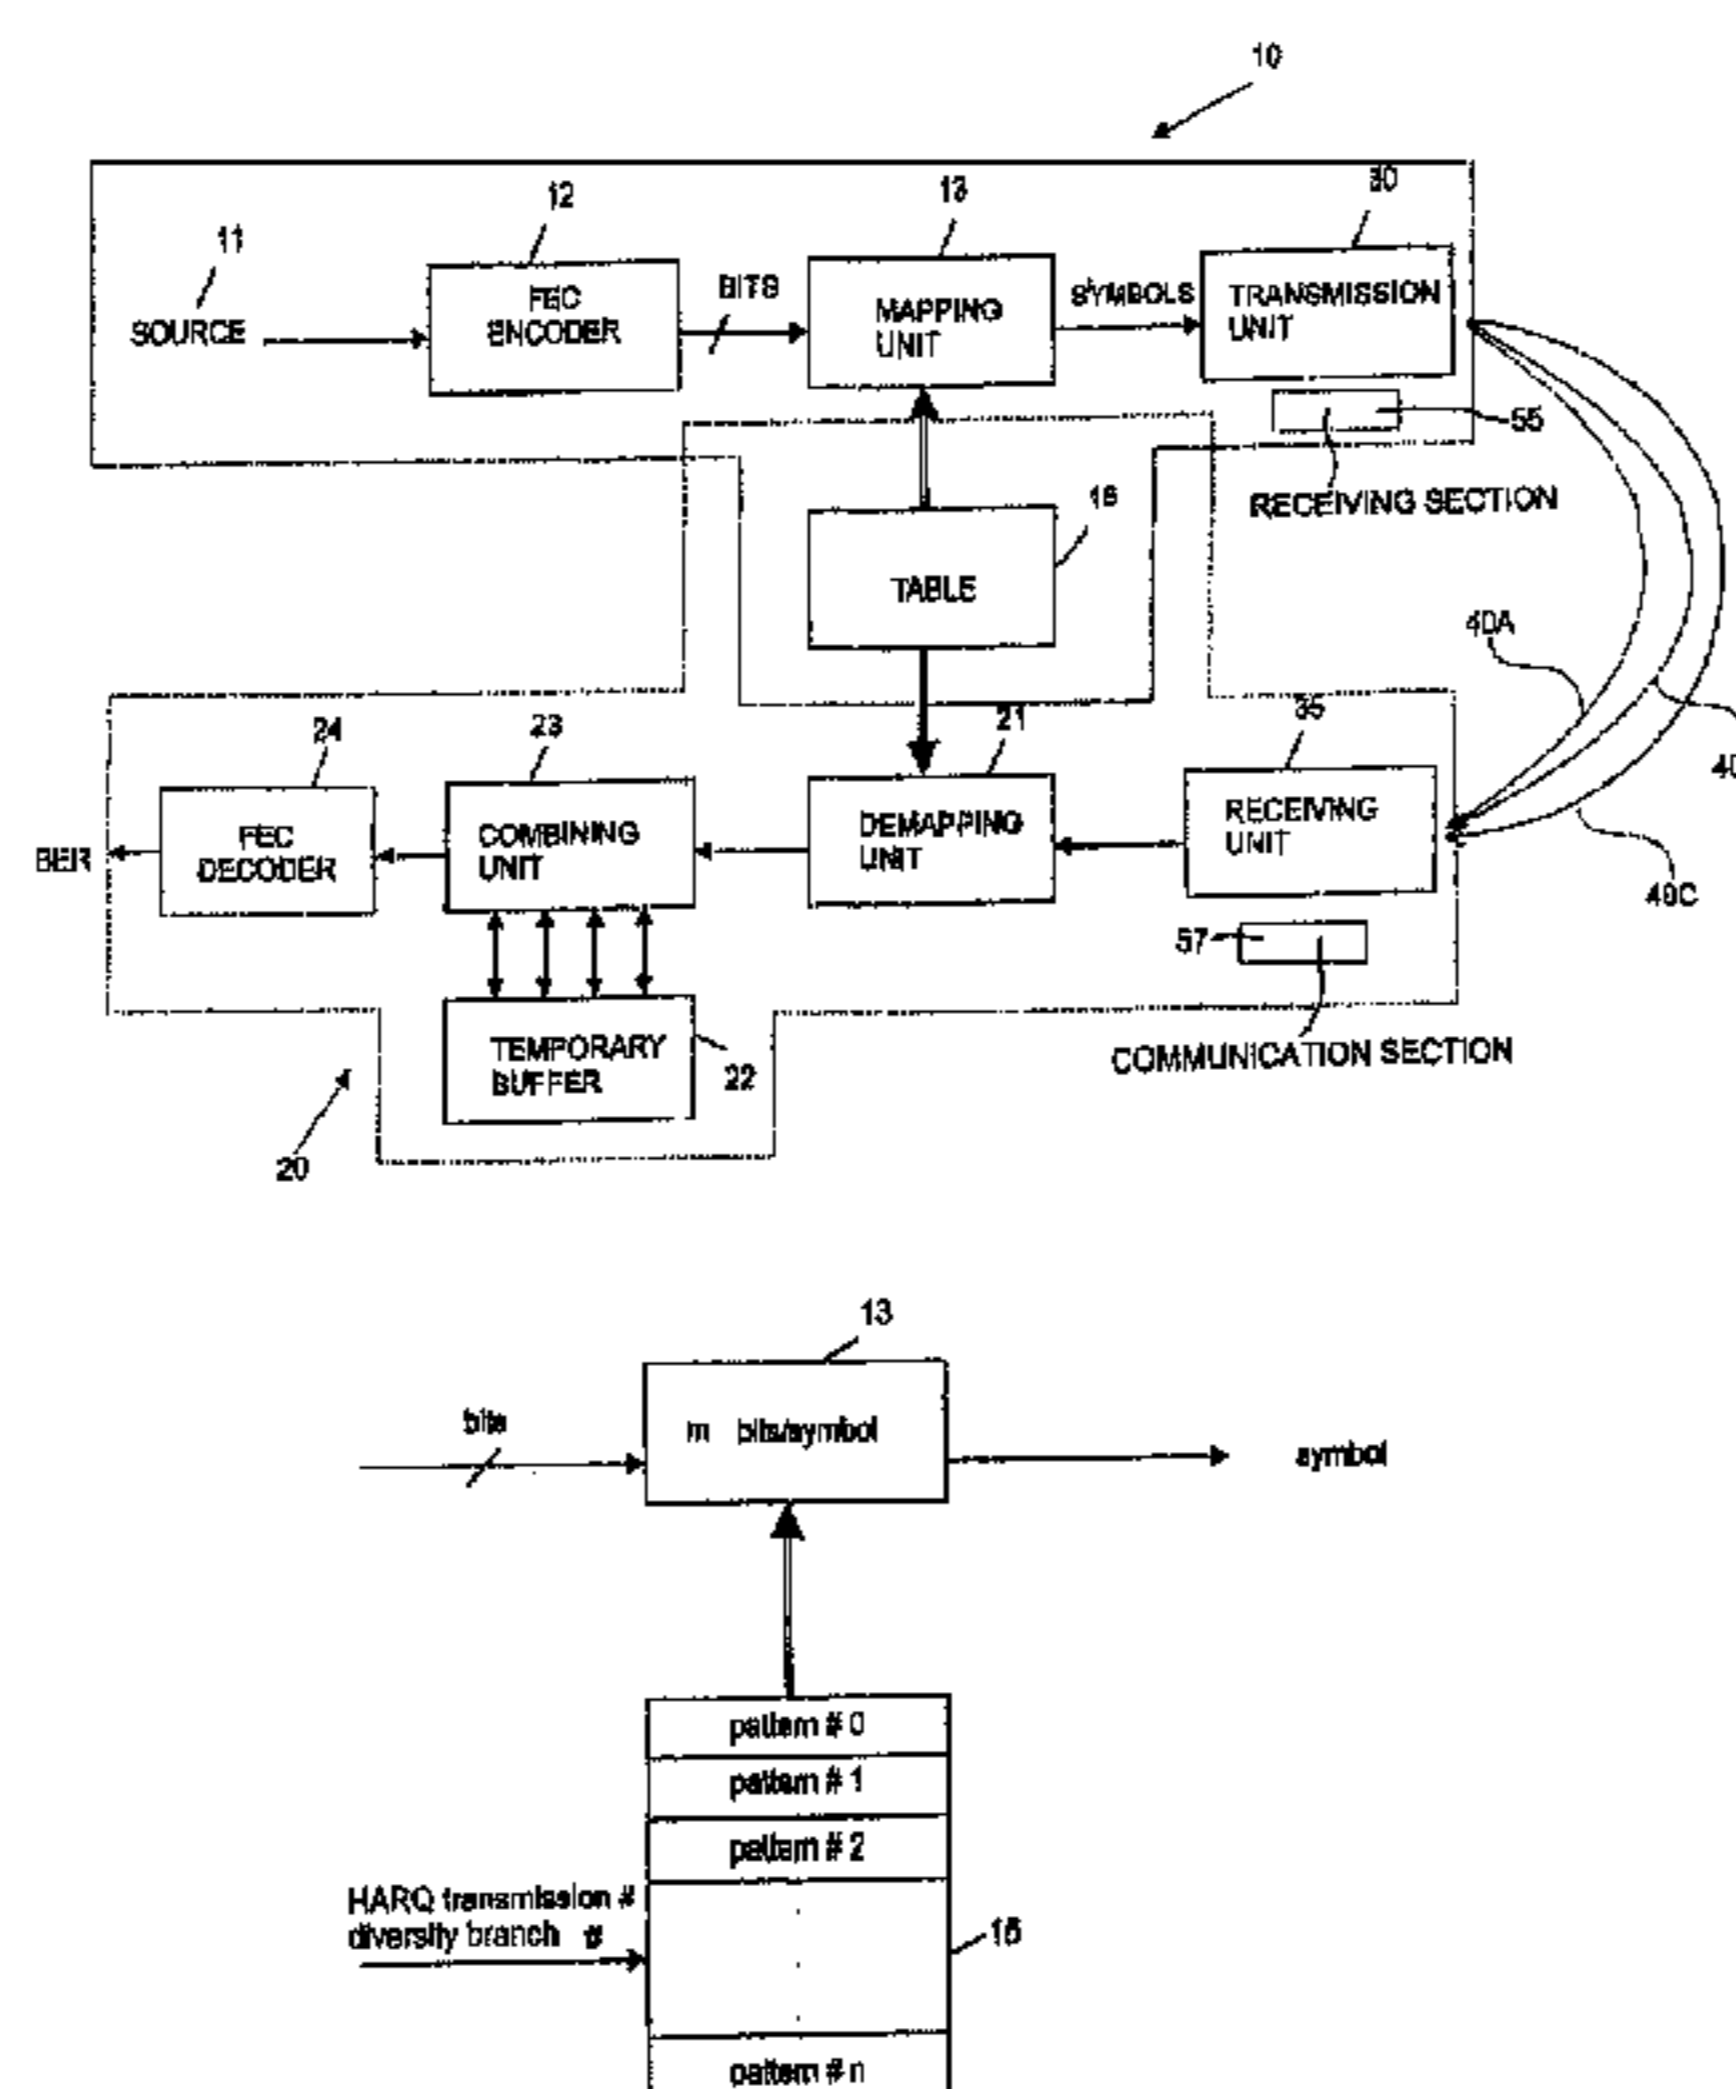 10
11
SOURCE
12
FEC
ENCODER
BITS
13
MAPPING
UNIT
SYMBOLS
30
TRANSMISSION
UNIT
55
RECEIVING SECTION
TABLE
40A
40C
24
FEC
DECODER
BER
23
COMBINING
UNIT
21
DEMAPPING
UNIT
35
RECEIVING
UNIT
57
COMMUNICATION SECTION
TEMPORARY
BUFFER
22
20
13
bits
m bits/symbol
symbol
pattern # 0
pattern # 1
pattern # 2
HARQ transmission #
diversity branch #
15
pattern # n